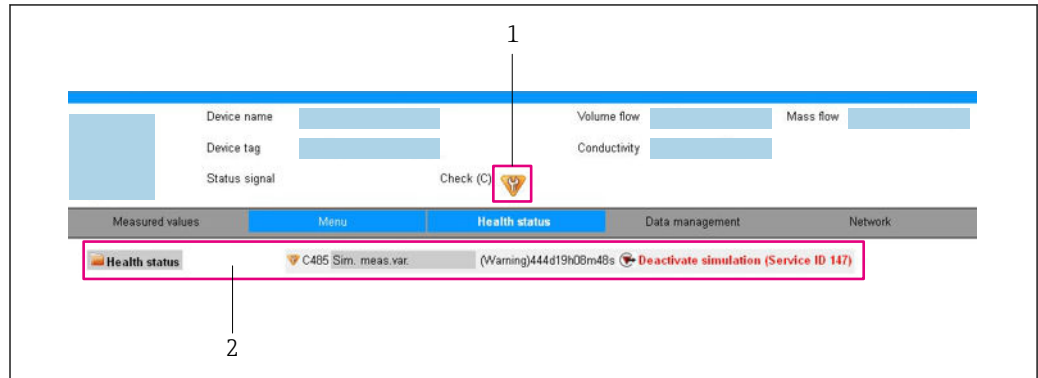 1
Device name Volume flow Mass flow
Device tag Conductivity
Status signal Check (C)
Measured values Menu Health status Data management Network
Health status C485 Sim. meas.var. (Warning)444d19h08m48s Deactivate simulation (Service ID 147)
2